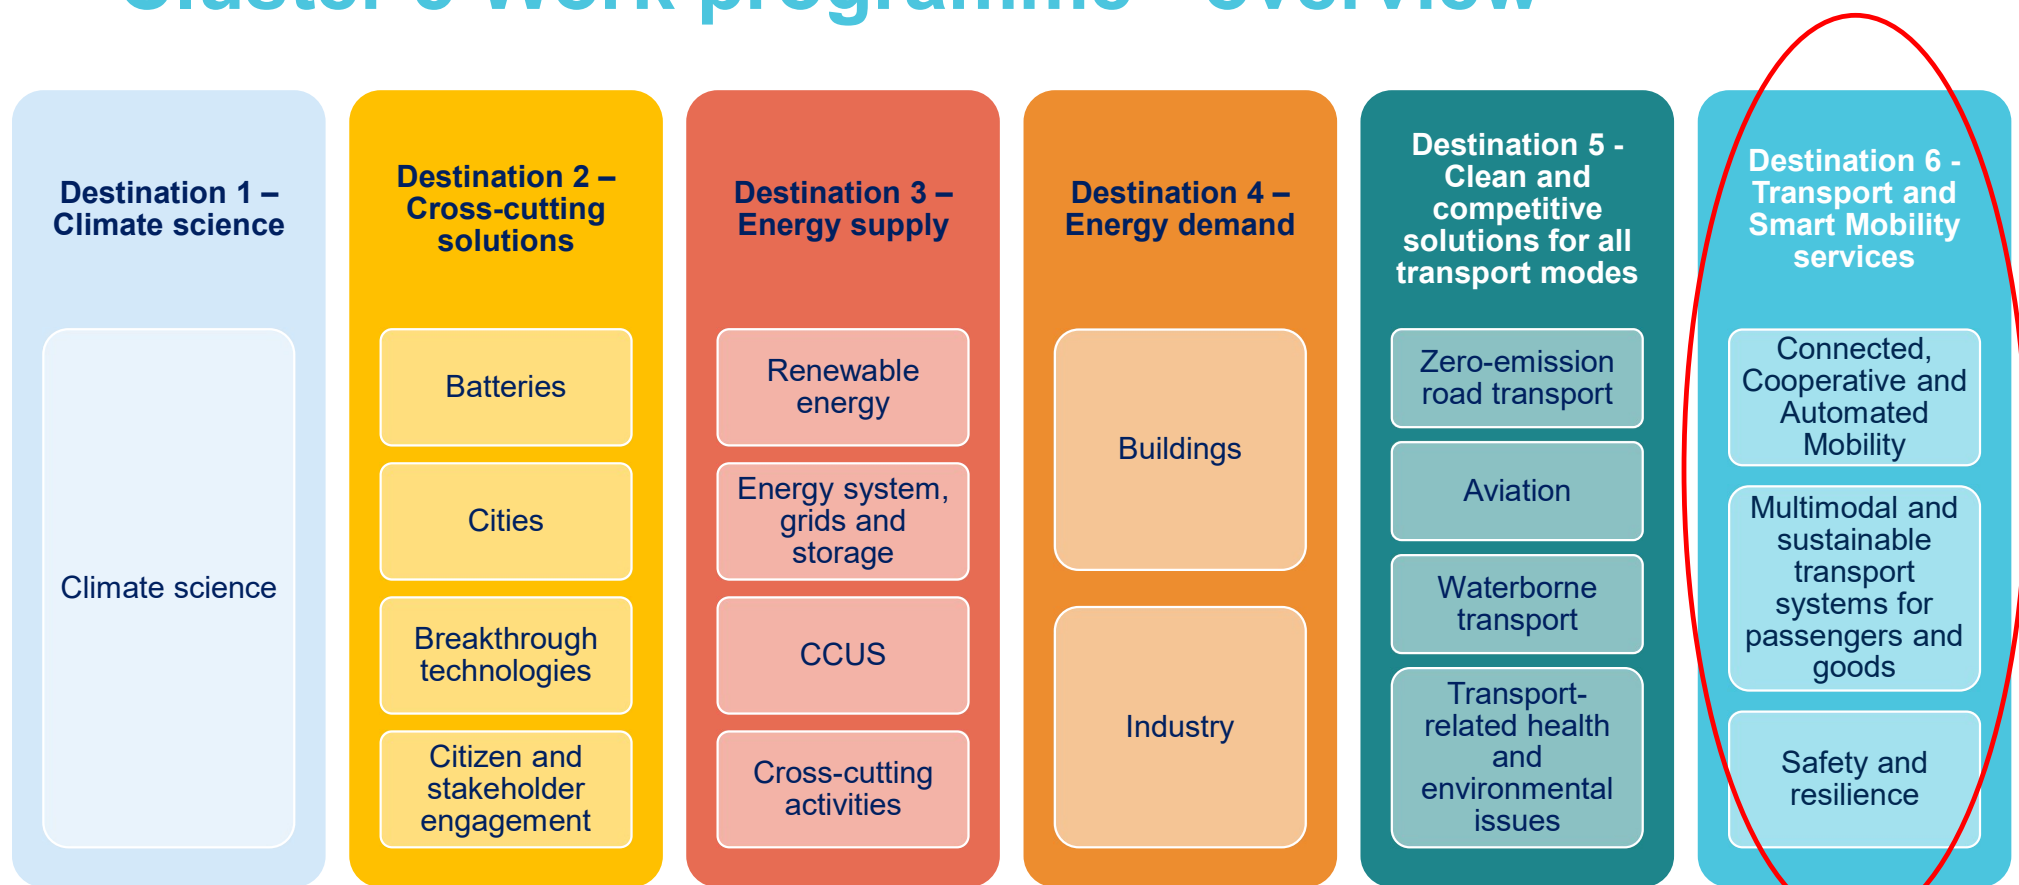 Cluster Work programme - overview
Destination 1 –
Climate science
Climate science
Destination 2 –
Cross-cutting
solutions
Batteries
Cities
Breakthrough
technologies
Citizen and
stakeholder
engagement
Destination 3 –
Energy supply
Renewable
energy
Energy system,
grids and
storage
CCUS
Cross-cutting
activities
Destination 4 –
Energy demand
Buildings
Industry
Destination 5 -
Clean and
competitive
solutions for all
transport modes
Zero-emission
road transport
Aviation
Waterborne
transport
Transport-
related health
and
environmental
issues
Destination 6 -
Transport and
Smart Mobility
services
Connected,
Cooperative and
Automated
Mobility
Multimodal and
sustainable
transport
systems for
passengers and
goods
Safety and
resilience